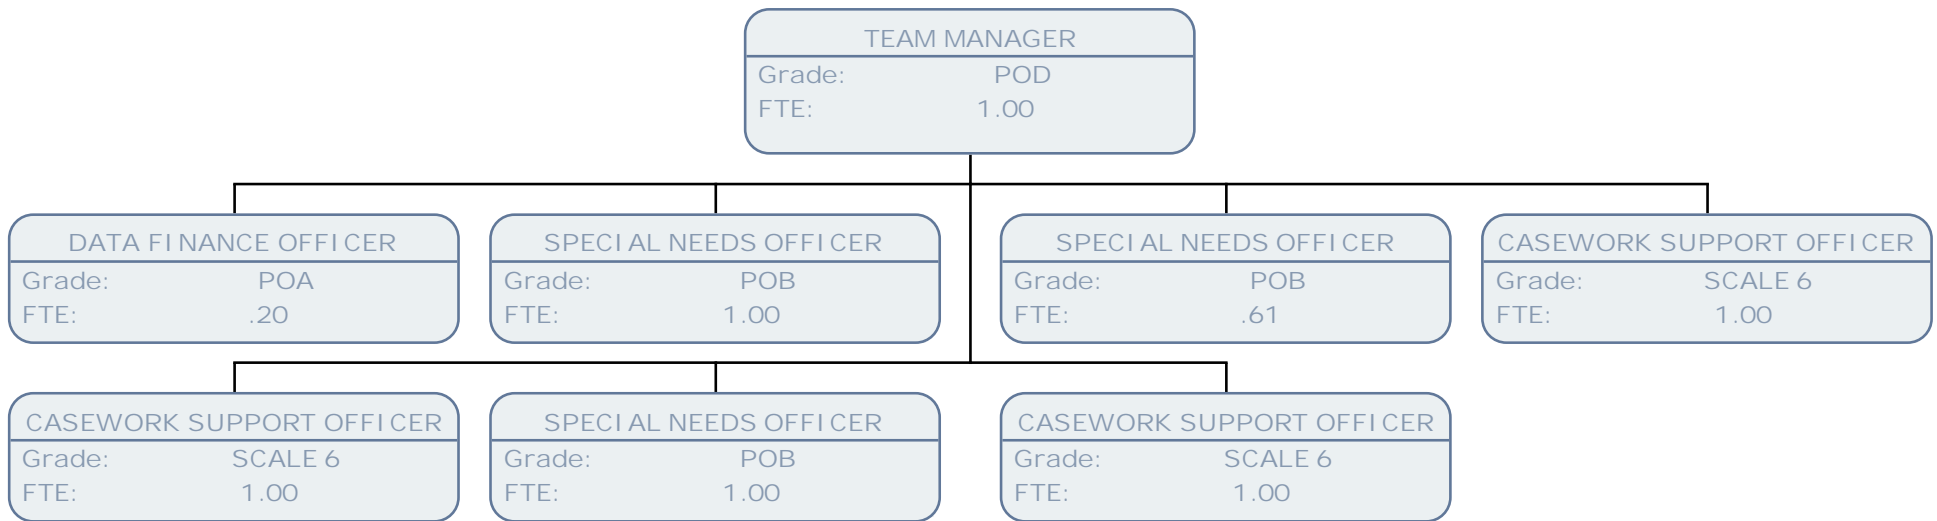 TEAM MANAGER
Grade: POD
FTE: 1.00
DATA FINANCE OFFICER
Grade: POA
FTE: .20
SPECIAL NEEDS OFFICER
Grade: POB
FTE: 1.00
SPECIAL NEEDS OFFICER
Grade: POB
FTE: .61
CASEWORK SUPPORT OFFICER
Grade: SCALE 6
FTE: 1.00
CASEWORK SUPPORT OFFICER
Grade: SCALE 6
FTE: 1.00
SPECIAL NEEDS OFFICER
Grade: POB
FTE: 1.00
CASEWORK SUPPORT OFFICER
Grade: SCALE 6
FTE: 1.00